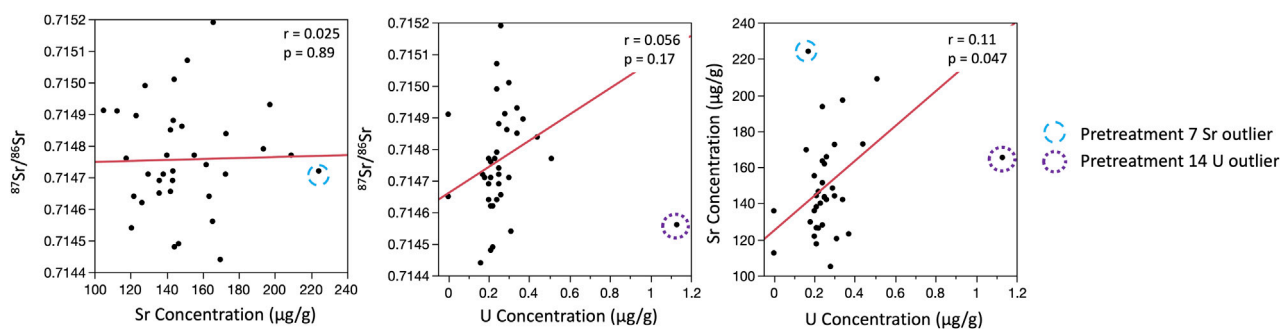 0.7152
0.7151
0.7150
0.7149
0.7148
0.7147
0.7146
0.7145
0.7144
⁸⁷Sr/⁸⁶Sr
r = 0.025
p = 0.89
100 120 140 160 180 200 220 240
Sr Concentration (µg/g)
0.7152
0.7151
0.7150
0.7149
0.7148
0.7147
0.7146
0.7145
0.7144
⁸⁷Sr/⁸⁶Sr
r = 0.056
p = 0.17
0 0.2 0.4 0.6 0.8 1 1.2
U Concentration (µg/g)
240
220
200
180
160
140
120
100
Sr Concentration (µg/g)
r = 0.11
p = 0.047
0 0.2 0.4 0.6 0.8 1 1.2
U Concentration (µg/g)
Pretreatment 7 Sr outlier
Pretreatment 14 U outlier